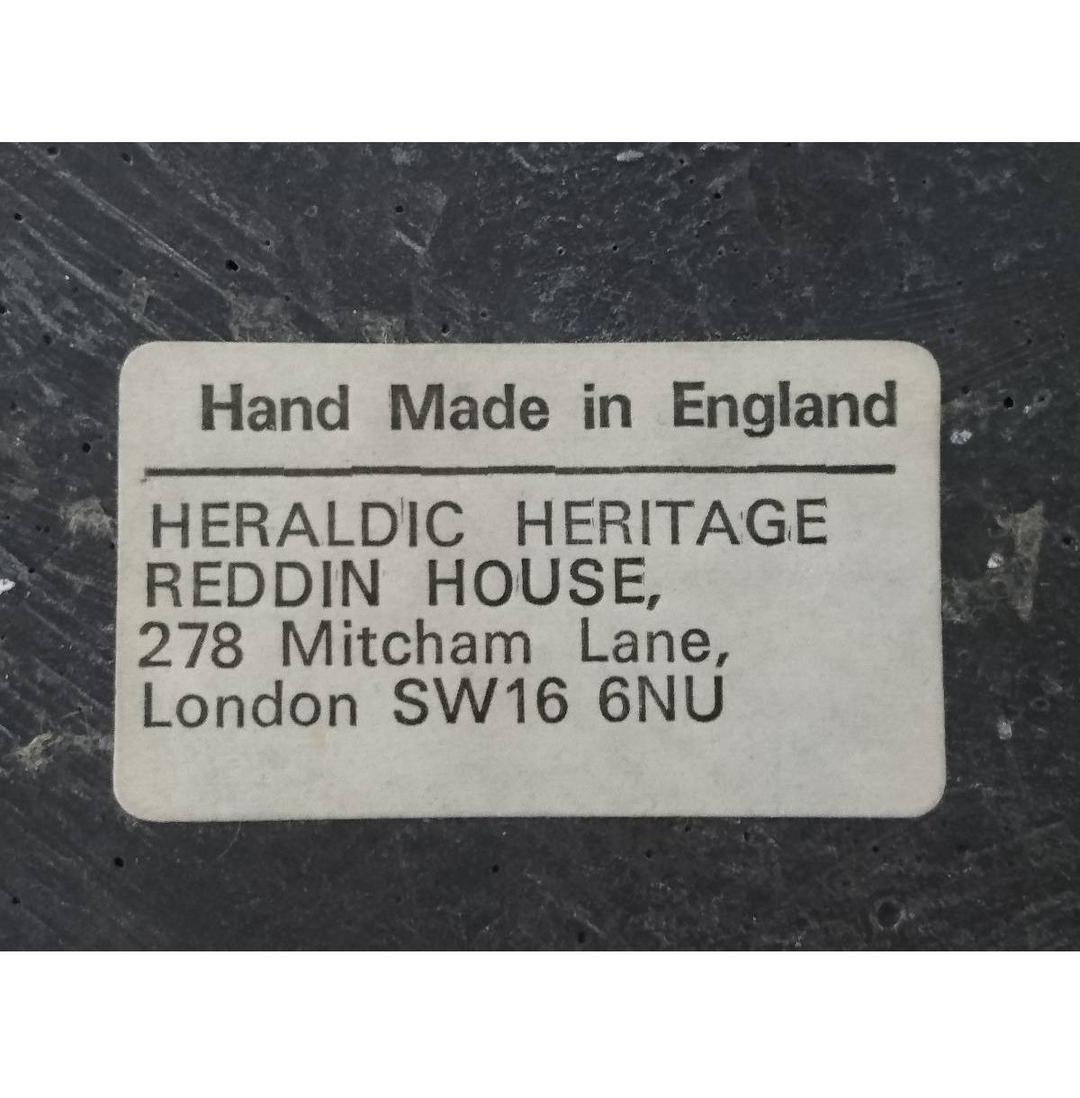 Hand Made in England
HERALDIC HERITAGE
REDDIN HOUSE,
278 Mitcham Lane,
London SW16 6NU